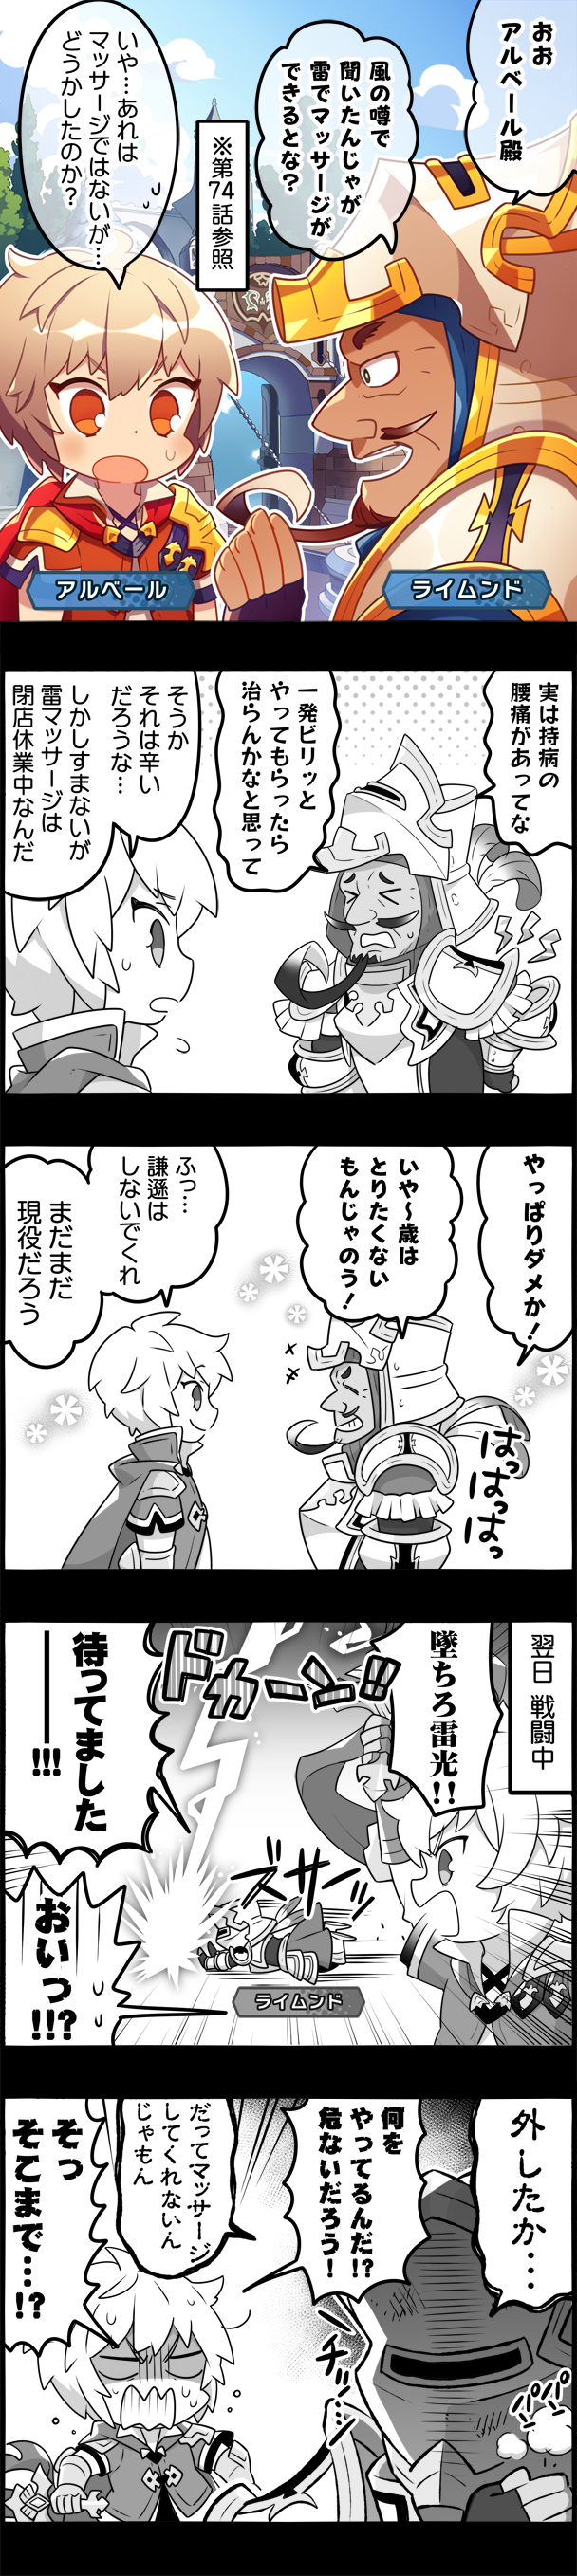 おお
アルベール殿
風の噂で
聞いたんじゃが
雷でマッサージが
できるとな?
※第74話参照
いや…あれは
マッサージではないが…
どうかしたのか?
アルベール
ライムンド
実は持病の
腰痛があってな
一発ビリッと
やってもらったら
治らんかなと思って
そうか
それは辛い
だろうな…
しかしすまないが
雷マッサージは
閉店休業中なんだ
やっぱりダメか!
いや〜歳は
とりたくない
もんじゃのう!
はっはっはっ
ふっ…
謙遜は
しないでくれ
まだまだ
現役だろう
翌日 戦闘中
墜ちろ雷光!!
ドカーン!!
待ってました
――!!!
ズサーッ
おいっ!!?
ライムンド
外したか…
パンパン
チッ…
何を
やってるんだ!?
危ないだろう!
だってマッサージ
してくれないん
じゃもん
そっ
そこまで…!?